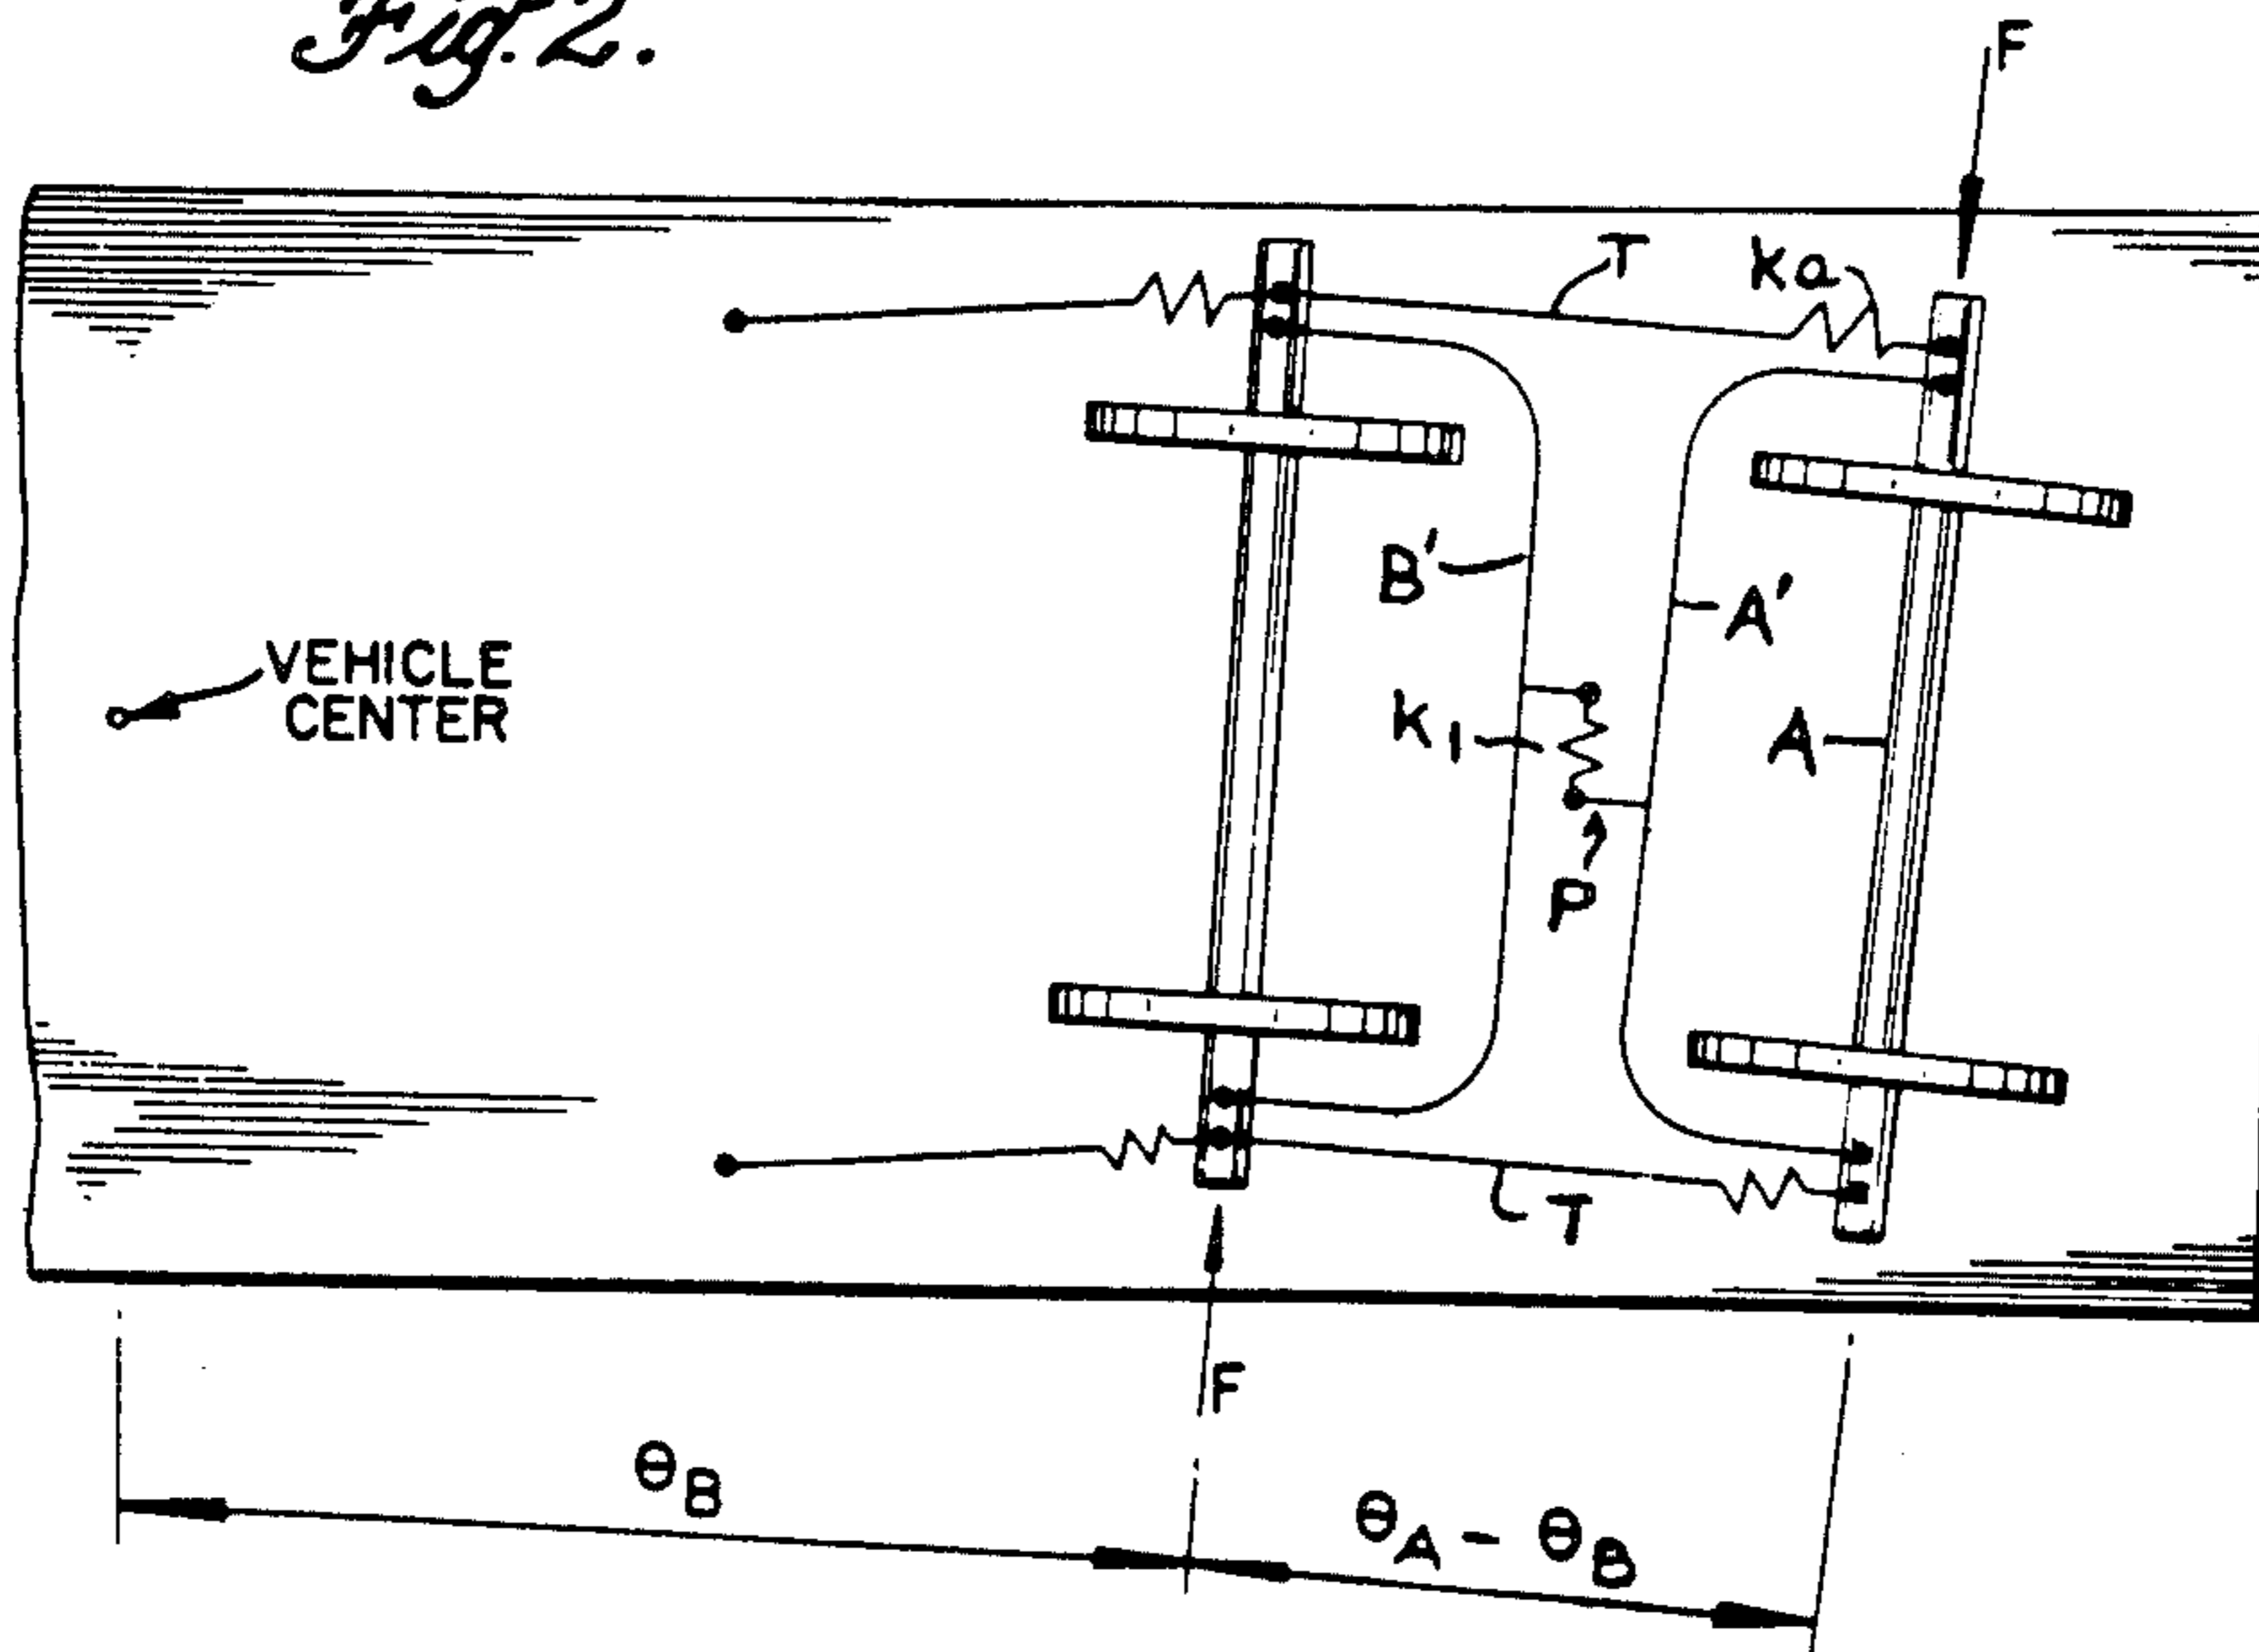 Fig. 2.
F
T
Ka
B'
A'
VEHICLE
CENTER
K1
A
P
T
F
θB
θA - θB